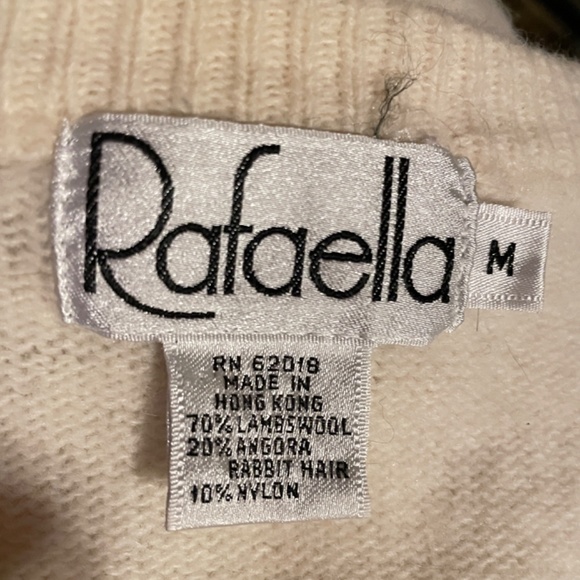 Rafaella
M
RN 62018
MADE IN
HONG KONG
70% LAMBSWOOL
20% ANGORA
RABBIT HAIR
10% NYLON